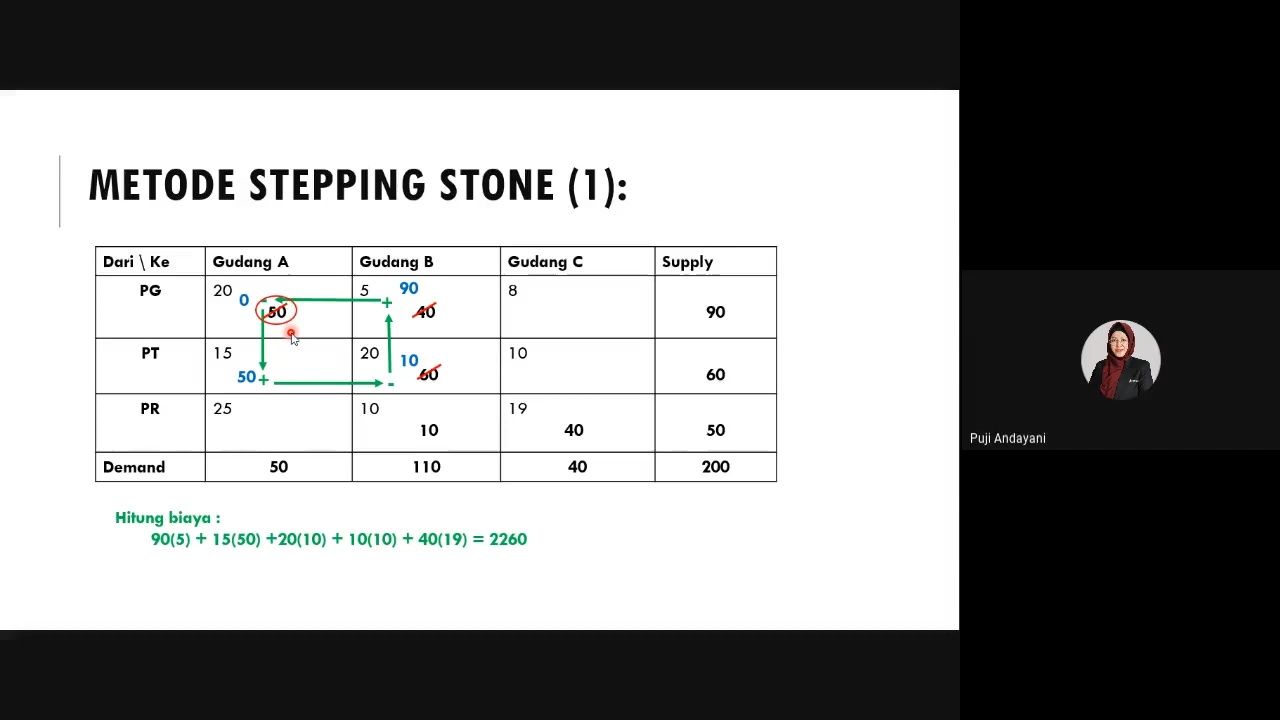 METODE STEPPING STONE (1):
Dari \ Ke Gudang A Gudang B Gudang C Supply
PG 20 0 - 50 5 + 90 40 8 90
PT 15 50 + 20 10 - 60 10 60
PR 25 10 10 19 40 50
Demand 50 110 40 200
Hitung biaya :
90(5) + 15(50) +20(10) + 10(10) + 40(19) = 2260
Puji Andayani